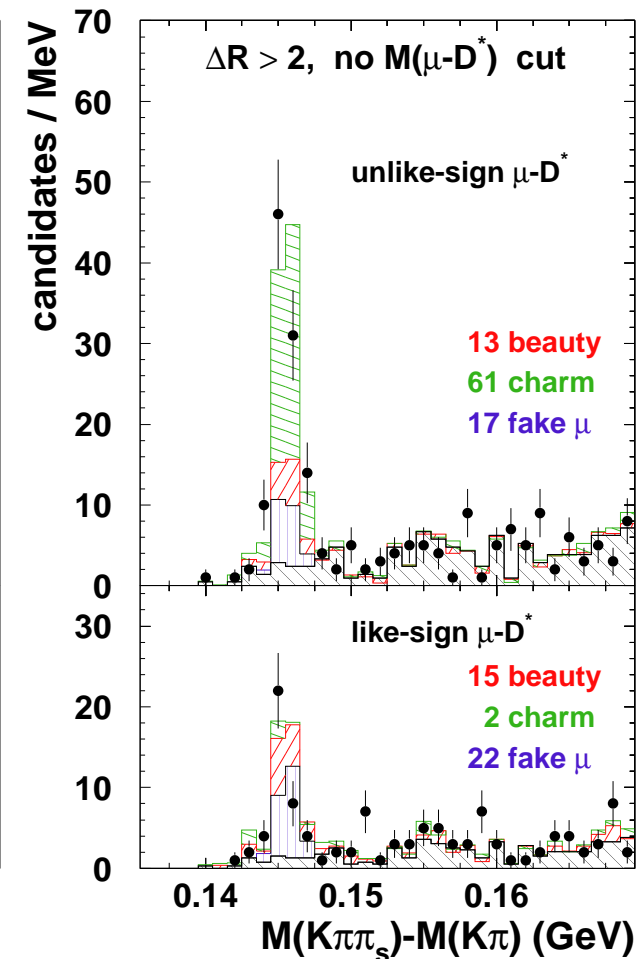 candidates / MeV
70
60
50
40
30
20
10
0
ΔR > 2, no M(μ-D*) cut
unlike-sign μ-D*
13 beauty
61 charm
17 fake μ
30
20
10
0
like-sign μ-D*
15 beauty
2 charm
22 fake μ
0.14 0.15 0.16
M(Kππs)-M(Kπ) (GeV)